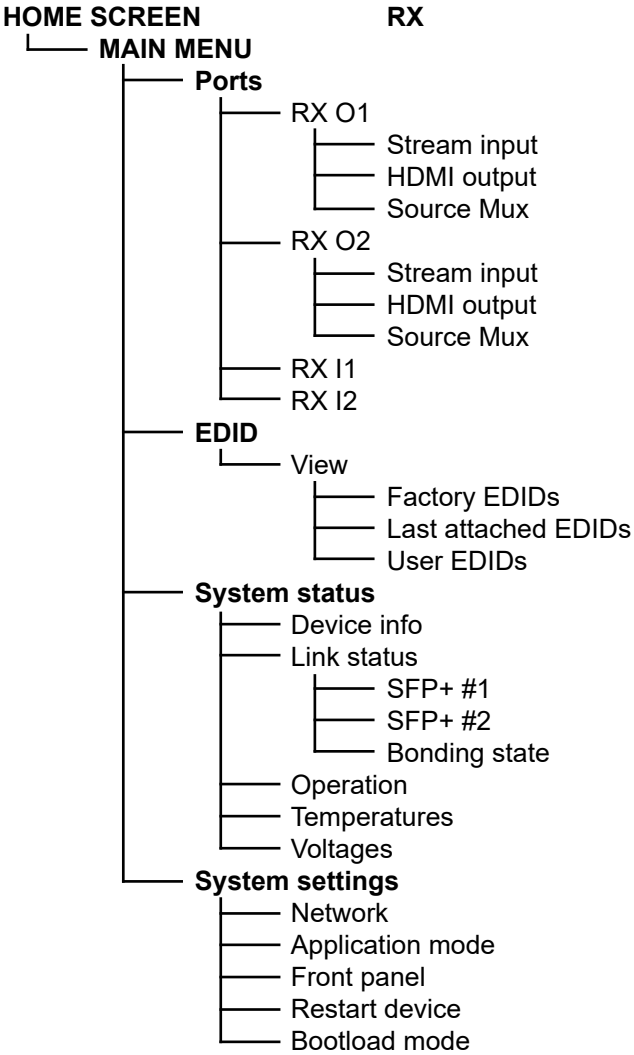 HOME SCREEN RX
MAIN MENU
Ports
RX O1
Stream input
HDMI output
Source Mux
RX O2
Stream input
HDMI output
Source Mux
RX I1
RX I2
EDID
View
Factory EDIDs
Last attached EDIDs
User EDIDs
System status
Device info
Link status
SFP+ #1
SFP+ #2
Bonding state
Operation
Temperatures
Voltages
System settings
Network
Application mode
Front panel
Restart device
Bootload mode